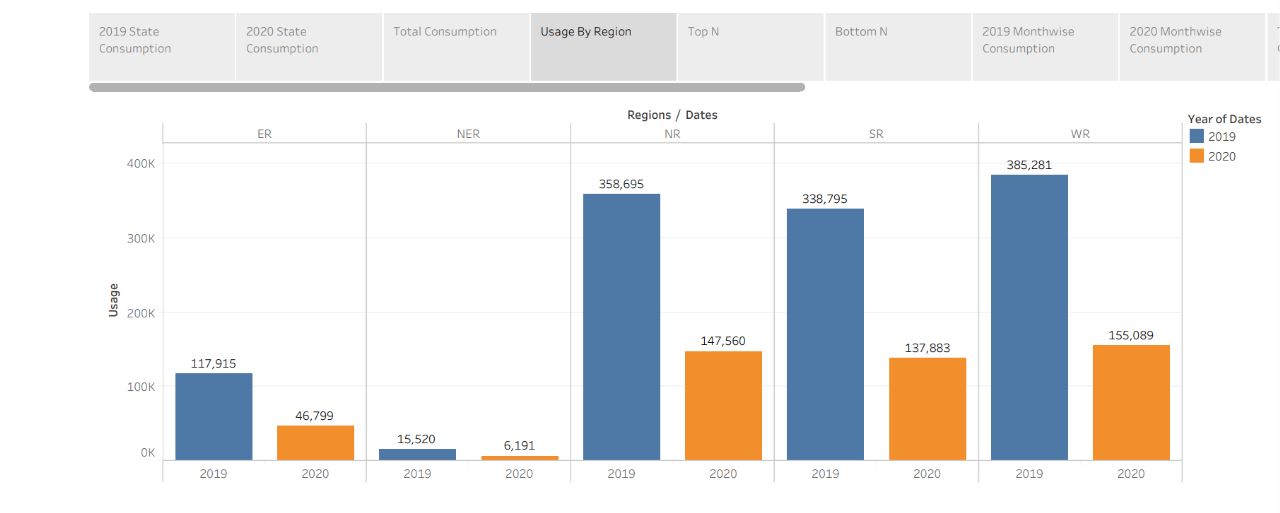 2019 State
Consumption
2020 State
Consumption
Total Consumption
Usage By Region
Top N
Bottom N
2019 Monthwise
Consumption
2020 Monthwise
Consumption
Regions / Dates
ER
NER
NR
SR
WR
Year of Dates
2019
2020
Usage
400K
300K
200K
100K
0K
117,915
46,799
15,520
6,191
358,695
147,560
338,795
137,883
385,281
155,089
2019
2020
2019
2020
2019
2020
2019
2020
2019
2020